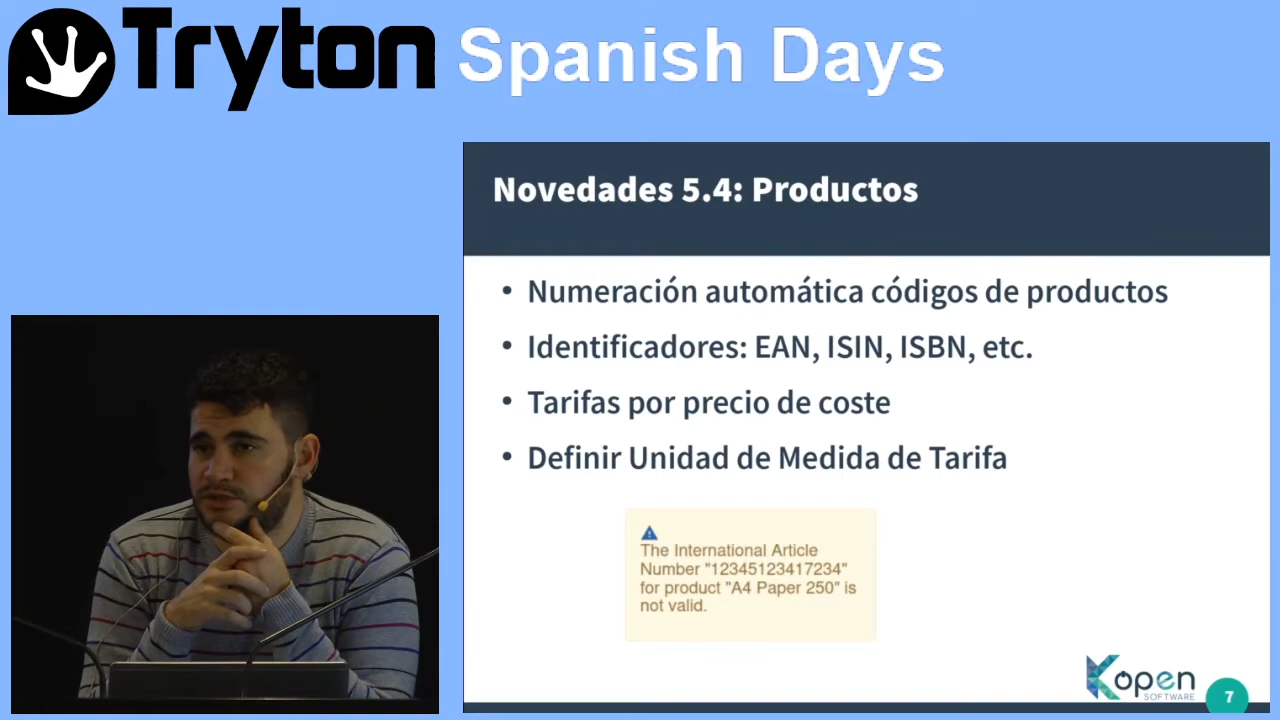 Tryton Spanish Days
Novedades 5.4: Productos
• Numeración automática códigos de productos
• Identificadores: EAN, ISIN, ISBN, etc.
• Tarifas por precio de coste
• Definir Unidad de Medida de Tarifa
The International Article
Number "12345123417234"
for product "A4 Paper 250" is
not valid.
Kopen
SOFTWARE
7